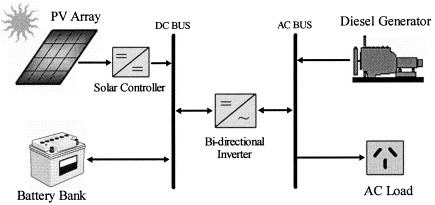 PV Array
DC BUS
AC BUS
Diesel Generator
Solar Controller
Bi-directional
Inverter
Battery Bank
AC Load